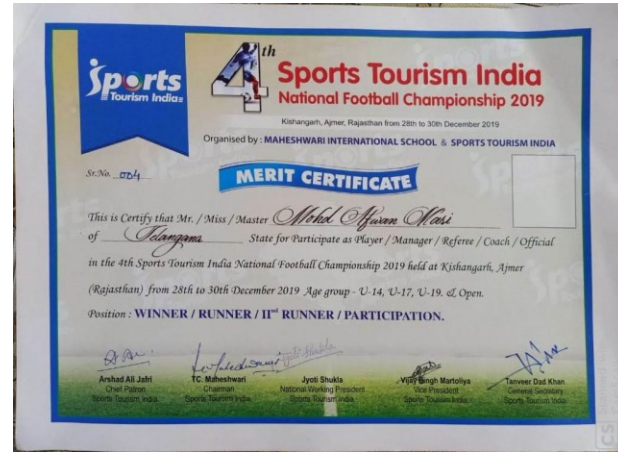 Sports
Tourism India
4th
Sports Tourism India
National Football Championship 2019
Kishangarh, Ajmer, Rajasthan from 28th to 30th December 2019
Organised by : MAHESHWARI INTERNATIONAL SCHOOL & SPORTS TOURISM INDIA
Sr.No. 004
MERIT CERTIFICATE
This is Certify that Mr. / Miss / Master Mohd Afwan Wasi
of Telangana State for Participate as Player / Manager / Referee / Coach / Official
in the 4th Sports Tourism India National Football Championship 2019 held at Kishangarh, Ajmer
(Rajasthan) from 28th to 30th December 2019 Age group - U-14, U-17, U-19. & Open.
Position : WINNER / RUNNER / IInd RUNNER / PARTICIPATION.
Jyoti Shukla
Arshad Ali Jafri TC. Maheshwari Jyoti Shukla Vijay Singh Martoliya Tanveer Dad Khan
Chief Patron Chairman National Working President Vice President General Secretary
Sports Tourism India Sports Tourism India Sports Tourism India Sports Tourism India Sports Tourism India
CS